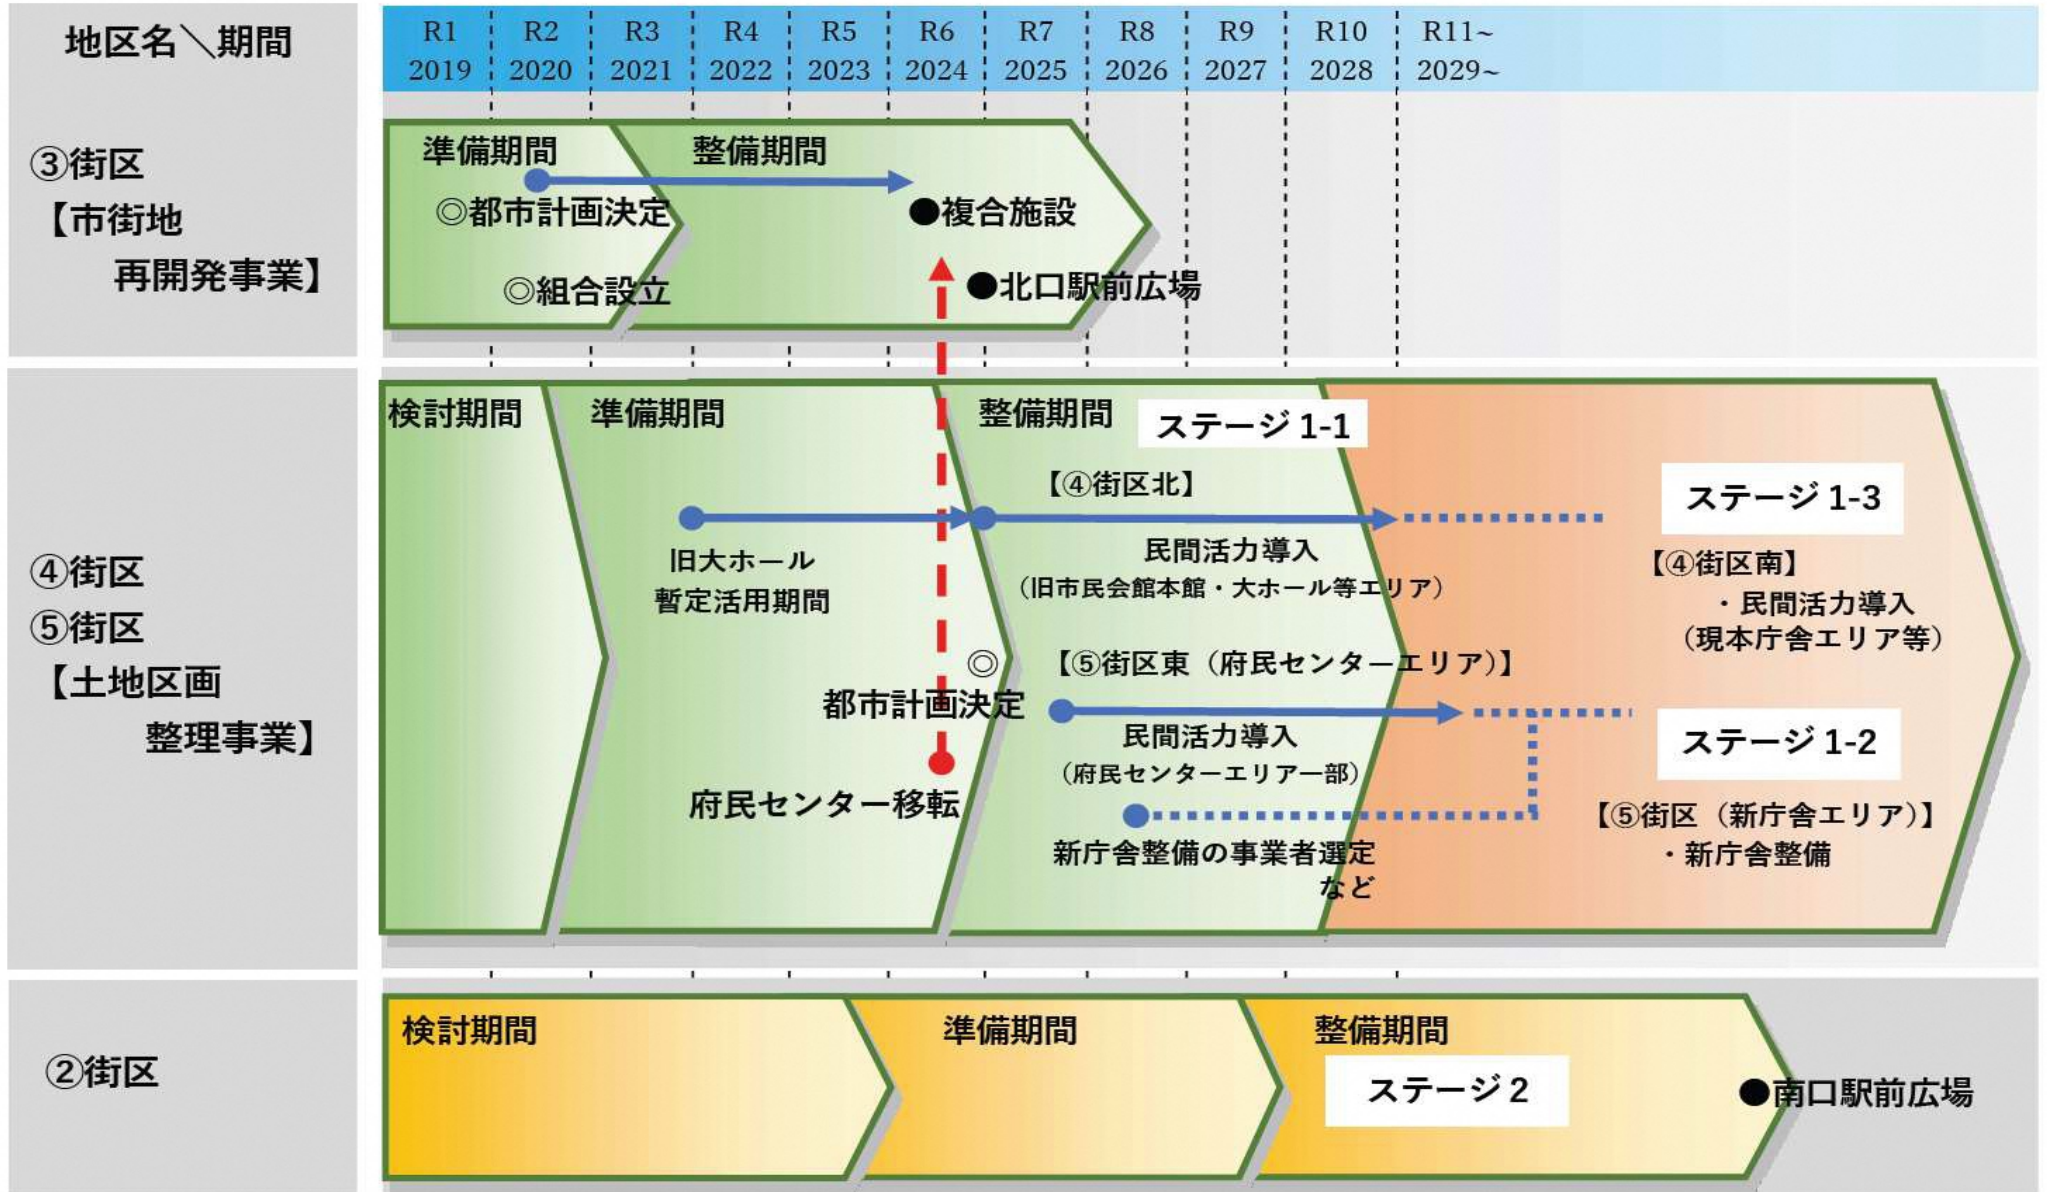 地区名＼期間
R1 R2 R3 R4 R5 R6 R7 R8 R9 R10 R11~
2019 2020 2021 2022 2023 2024 2025 2026 2027 2028 2029~
③街区
【市街地
再開発事業】
準備期間
整備期間
◎都市計画決定
●複合施設
◎組合設立
●北口駅前広場
④街区
⑤街区
【土地区画
整理事業】
検討期間
準備期間
整備期間
ステージ 1-1
【④街区北】
旧大ホール
暫定活用期間
民間活力導入
（旧市民会館本館・大ホール等エリア）
ステージ 1-3
【④街区南】
・民間活力導入
（現本庁舎エリア等）
◎
都市計画決定
【⑤街区東（府民センターエリア）】
民間活力導入
（府民センターエリア一部）
府民センター移転
新庁舎整備の事業者選定
など
ステージ 1-2
【⑤街区（新庁舎エリア）】
・新庁舎整備
②街区
検討期間
準備期間
整備期間
ステージ 2
●南口駅前広場